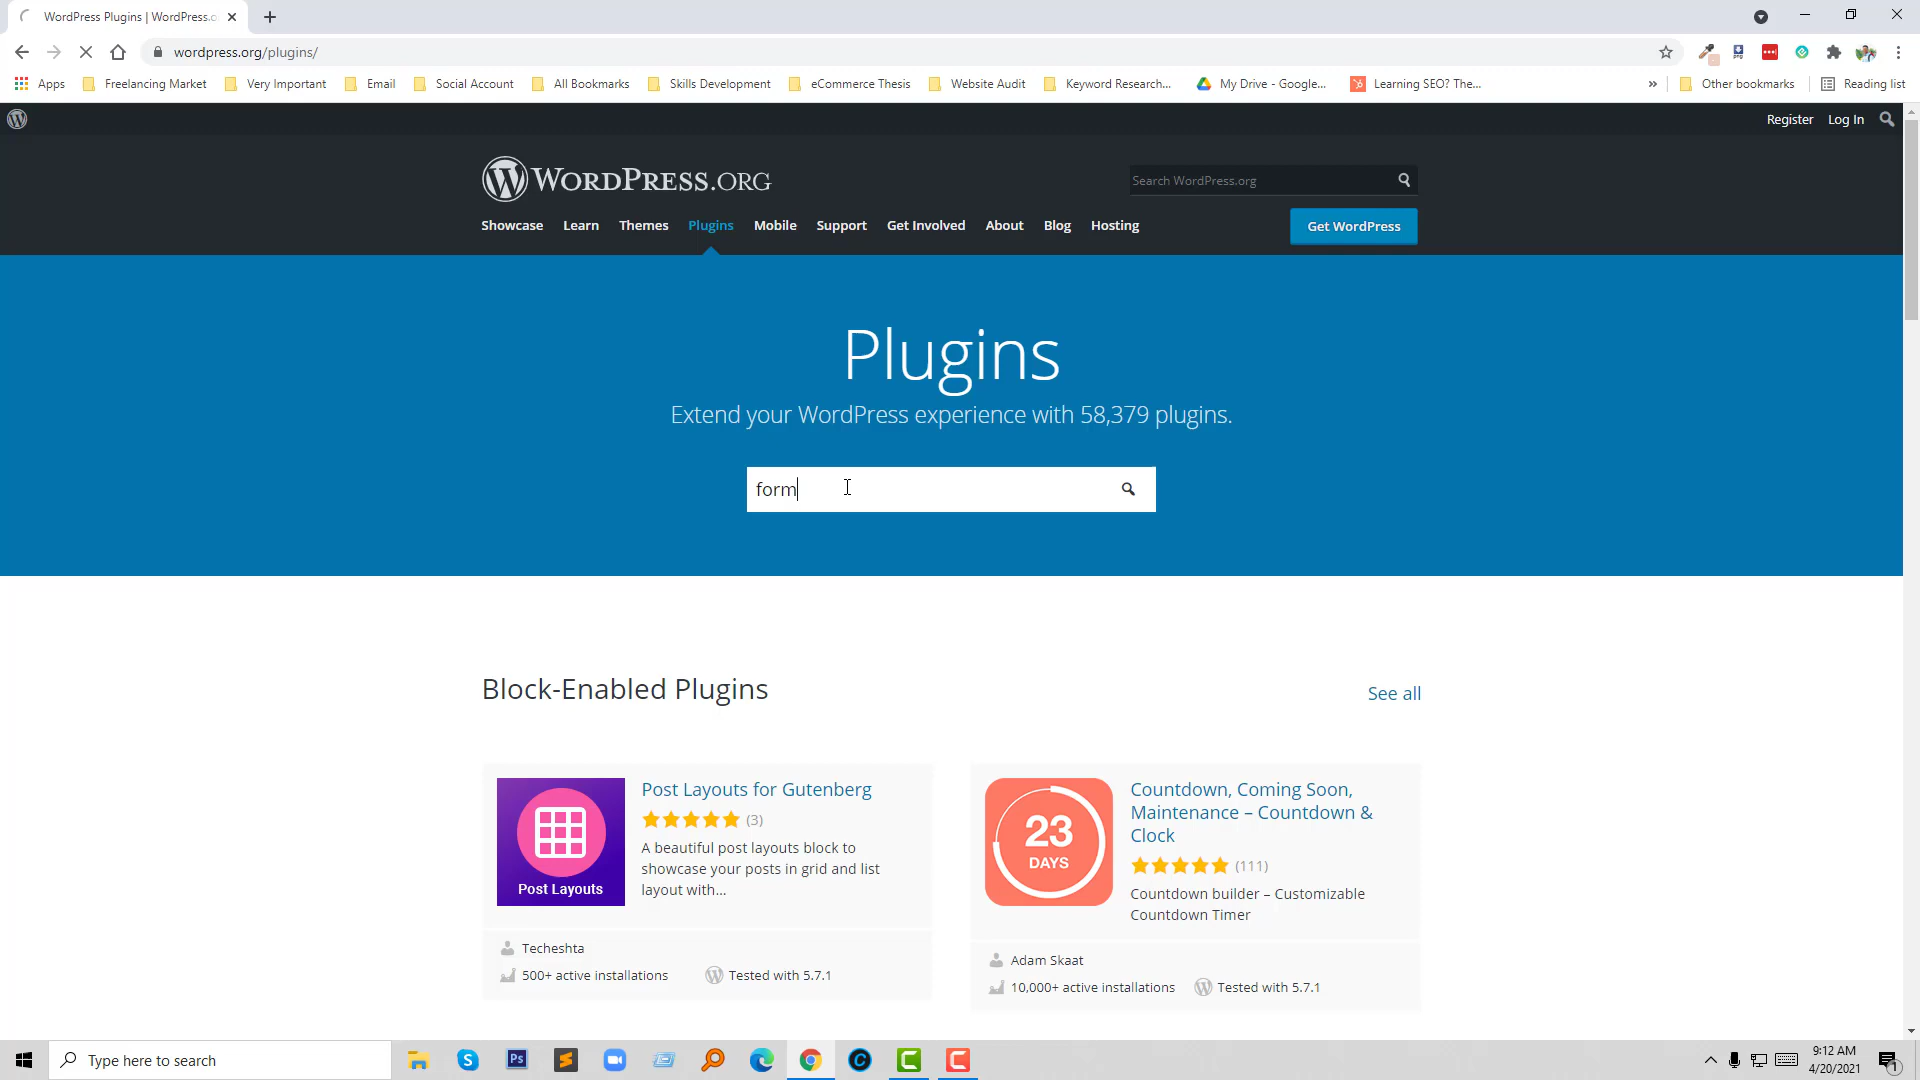 WordPress Plugins | WordPress.o
wordpress.org/plugins/
Apps
Freelancing Market
Very Important
Email
Social Account
All Bookmarks
Skills Development
eCommerce Thesis
Website Audit
Keyword Research...
My Drive - Google...
Learning SEO? The...
»
Other bookmarks
Reading list
Register
Log In
WORDPRESS.ORG
Search WordPress.org
Showcase
Learn
Themes
Plugins
Mobile
Support
Get Involved
About
Blog
Hosting
Get WordPress
Plugins
Extend your WordPress experience with 58,379 plugins.
form
Block-Enabled Plugins
See all
Post Layouts
Post Layouts for Gutenberg
(3)
A beautiful post layouts block to
showcase your posts in grid and list
layout with...
Techeshta
500+ active installations
Tested with 5.7.1
23
DAYS
Countdown, Coming Soon,
Maintenance – Countdown &
Clock
(111)
Countdown builder – Customizable
Countdown Timer
Adam Skaat
10,000+ active installations
Tested with 5.7.1
Type here to search
Ps
9:12 AM
4/20/2021
1